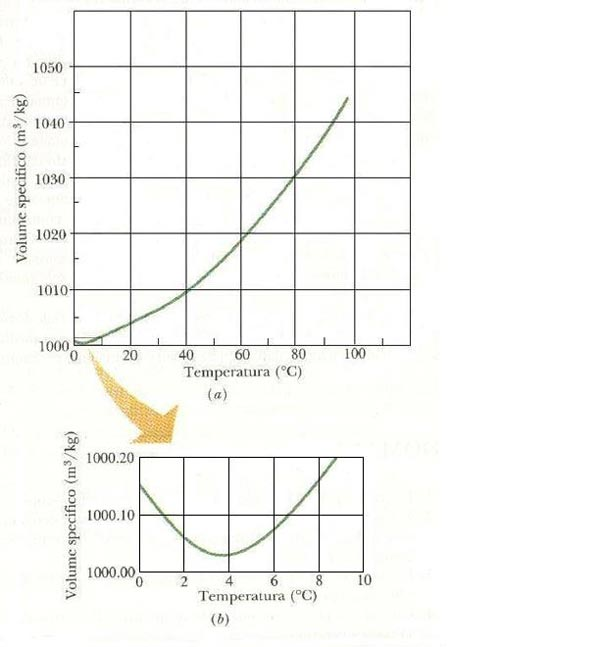 Volume specifico (m³/kg)
1050
1040
1030
1020
1010
1000
0 20 40 60 80 100
Temperatura (°C)
(a)
Volume specifico (m³/kg)
1000.20
1000.10
1000.00
0 2 4 6 8 10
Temperatura (°C)
(b)